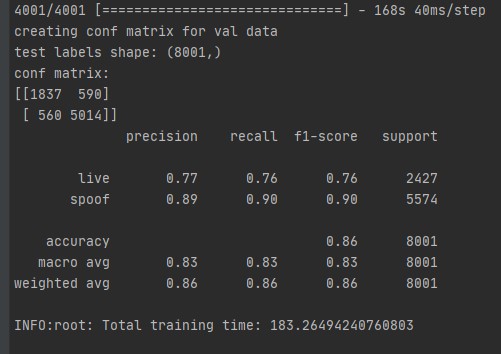 4001/4001 [==============================] - 168s 40ms/step
creating conf matrix for val data
test labels shape: (8001,)
conf matrix:
[[1837  590]
 [ 560 5014]]
              precision    recall  f1-score   support

        live       0.77      0.76      0.76      2427
       spoof       0.89      0.90      0.90      5574

    accuracy                           0.86      8001
   macro avg       0.83      0.83      0.83      8001
weighted avg       0.86      0.86      0.86      8001

INFO:root: Total training time: 183.26494240760803